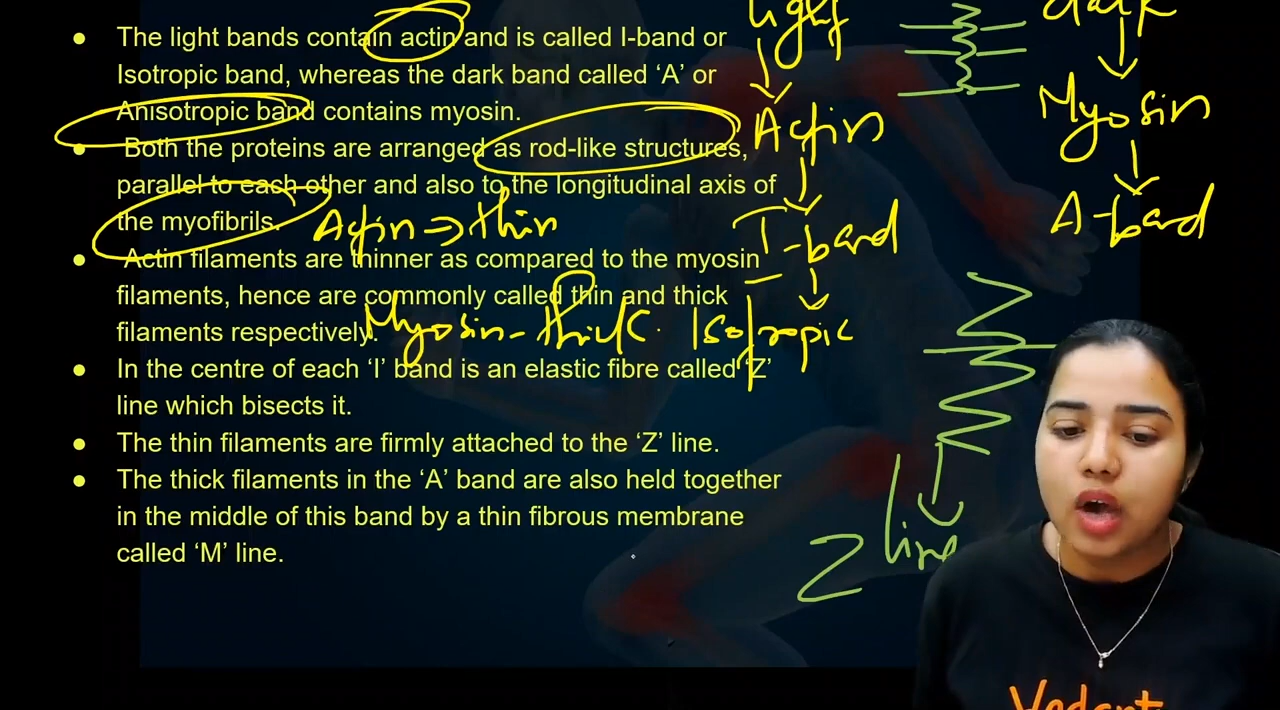 ● The light bands contain actin and is called I-band or
Isotropic band, whereas the dark band called ‘A’ or
Anisotropic band contains myosin.
● Both the proteins are arranged as rod-like structures,
parallel to each other and also to the longitudinal axis of
the myofibrils.
● Actin filaments are thinner as compared to the myosin
filaments, hence are commonly called thin and thick
filaments respectively.
● In the centre of each ‘I’ band is an elastic fibre called ‘Z’
line which bisects it.
● The thin filaments are firmly attached to the ‘Z’ line.
● The thick filaments in the ‘A’ band are also held together
in the middle of this band by a thin fibrous membrane
called ‘M’ line.
Actin → thin
Myosin - thick.
light
Actin
I-band
Isotropic
dark
Myosin
A-band
Z line